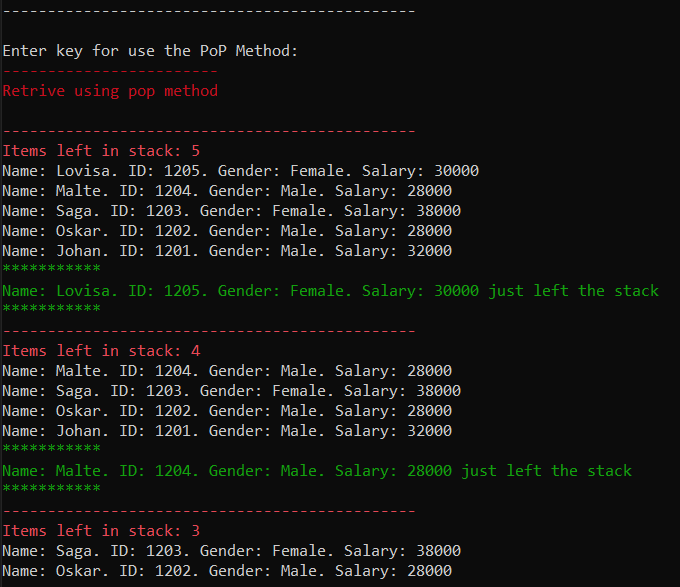 ----------------------------------------------
Enter key for use the PoP Method:
------------------------
Retrive using pop method
----------------------------------------------
Items left in stack: 5
Name: Lovisa. ID: 1205. Gender: Female. Salary: 30000
Name: Malte. ID: 1204. Gender: Male. Salary: 28000
Name: Saga. ID: 1203. Gender: Female. Salary: 38000
Name: Oskar. ID: 1202. Gender: Male. Salary: 28000
Name: Johan. ID: 1201. Gender: Male. Salary: 32000
***********
Name: Lovisa. ID: 1205. Gender: Female. Salary: 30000 just left the stack
***********
----------------------------------------------
Items left in stack: 4
Name: Malte. ID: 1204. Gender: Male. Salary: 28000
Name: Saga. ID: 1203. Gender: Female. Salary: 38000
Name: Oskar. ID: 1202. Gender: Male. Salary: 28000
Name: Johan. ID: 1201. Gender: Male. Salary: 32000
***********
Name: Malte. ID: 1204. Gender: Male. Salary: 28000 just left the stack
***********
----------------------------------------------
Items left in stack: 3
Name: Saga. ID: 1203. Gender: Female. Salary: 38000
Name: Oskar. ID: 1202. Gender: Male. Salary: 28000